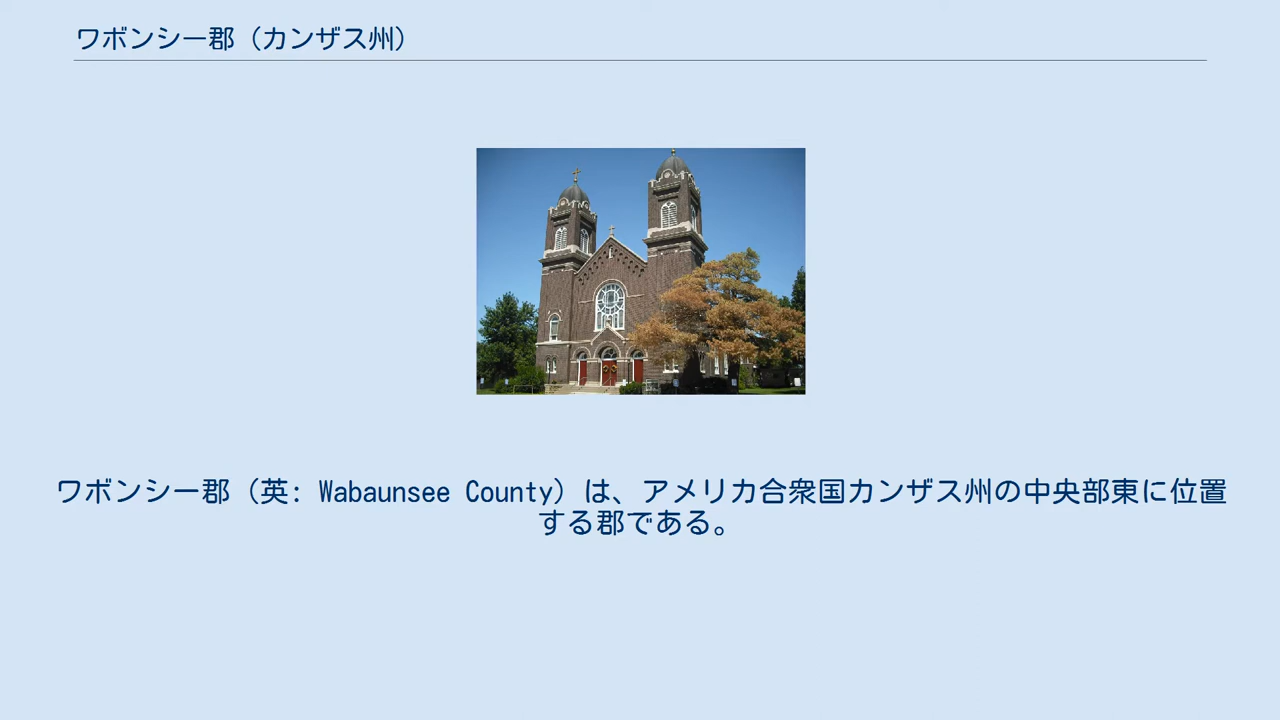 ワボンシー郡（カンザス州）
ワボンシー郡（英: Wabaunsee County）は、アメリカ合衆国カンザス州の中央部東に位置
する郡である。